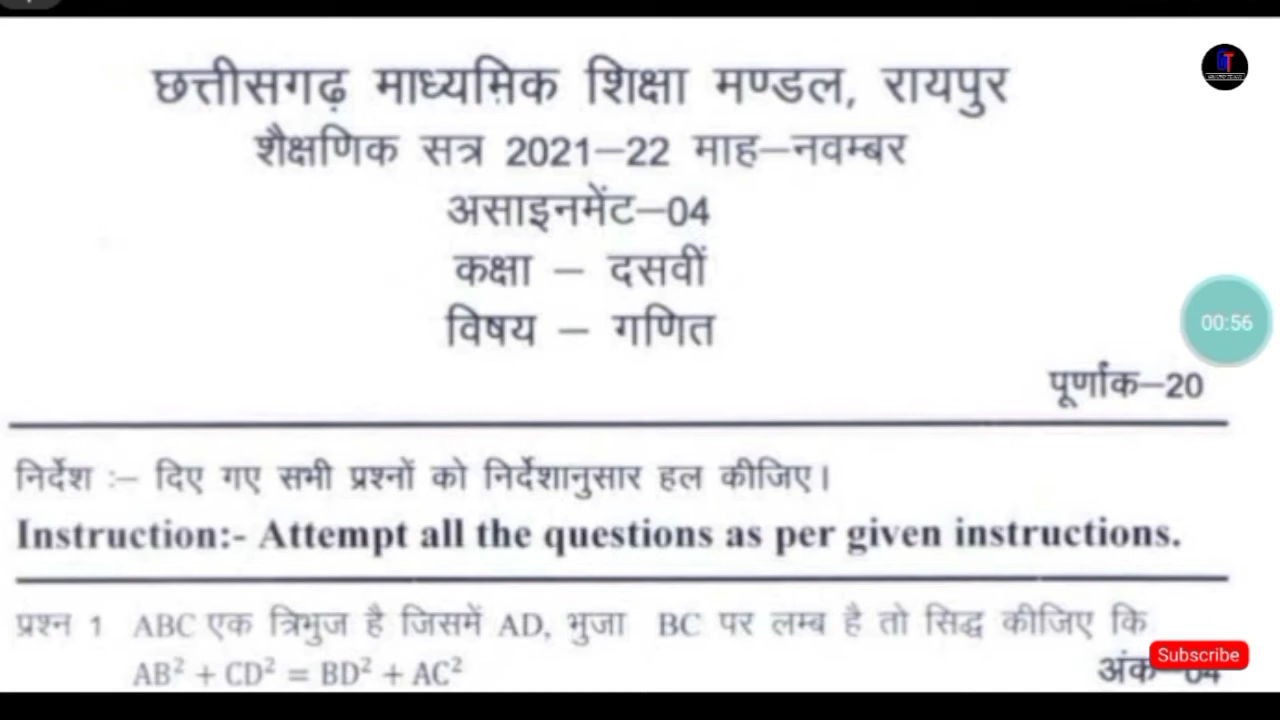 छत्तीसगढ़ माध्यमिक शिक्षा मण्डल, रायपुर
शैक्षणिक सत्र 2021–22 माह–नवम्बर
असाइनमेंट–04
कक्षा – दसवीं
विषय – गणित
00:56
पूर्णांक–20
निर्देश :– दिए गए सभी प्रश्नों को निर्देशानुसार हल कीजिए।
Instruction:- Attempt all the questions as per given instructions.
प्रश्न 1 ABC एक त्रिभुज है जिसमें AD, भुजा BC पर लम्ब है तो सिद्ध कीजिए कि
AB² + CD² = BD² + AC² अंक–04
Subscribe